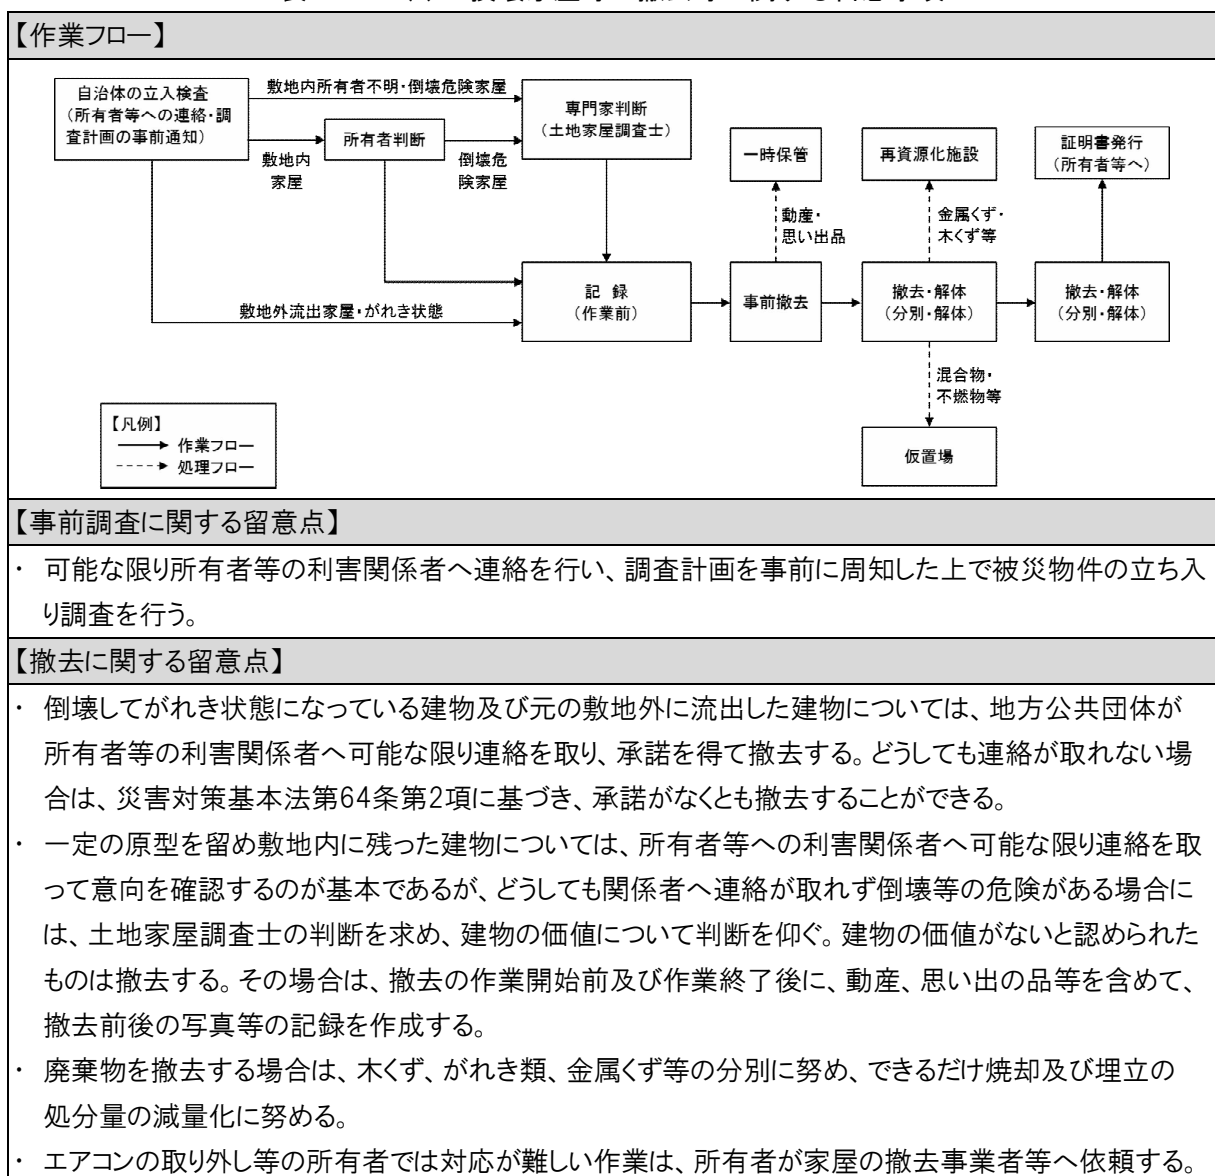 【作業フロー】
自治体の立入検査
（所有者等への連絡・調
査計画の事前通知）
敷地内所有者不明・倒壊危険家屋
専門家判断
（土地家屋調査士）
所有者判断
敷地内
家屋
倒壊危
険家屋
一時保管
再資源化施設
証明書発行
（所有者等へ）
動産・
思い出品
金属くず・
木くず等
敷地外流出家屋・がれき状態
記　録
（作業前）
事前撤去
撤去・解体
（分別・解体）
撤去・解体
（分別・解体）
混合物・
不燃物等
仮置場
【凡例】
作業フロー
処理フロー
【事前調査に関する留意点】
・ 可能な限り所有者等の利害関係者へ連絡を行い、調査計画を事前に周知した上で被災物件の立ち入
り調査を行う。
【撤去に関する留意点】
・ 倒壊してがれき状態になっている建物及び元の敷地外に流出した建物については、地方公共団体が
所有者等の利害関係者へ可能な限り連絡を取り、承諾を得て撤去する。どうしても連絡が取れない場
合は、災害対策基本法第64条第2項に基づき、承諾がなくとも撤去することができる。
・ 一定の原型を留め敷地内に残った建物については、所有者等への利害関係者へ可能な限り連絡を取
って意向を確認するのが基本であるが、どうしても関係者へ連絡が取れず倒壊等の危険がある場合に
は、土地家屋調査士の判断を求め、建物の価値について判断を仰ぐ。建物の価値がないと認められた
ものは撤去する。その場合は、撤去の作業開始前及び作業終了後に、動産、思い出の品等を含めて、
撤去前後の写真等の記録を作成する。
・ 廃棄物を撤去する場合は、木くず、がれき類、金属くず等の分別に努め、できるだけ焼却及び埋立の
処分量の減量化に努める。
・ エアコンの取り外し等の所有者では対応が難しい作業は、所有者が家屋の撤去事業者等へ依頼する。